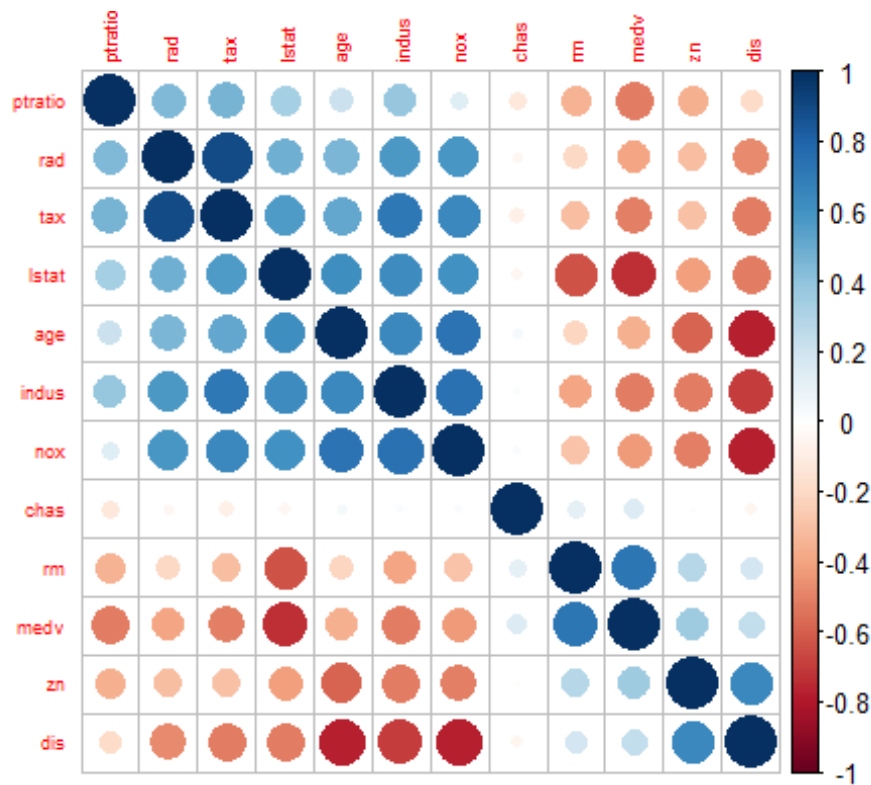 ptratio rad tax lstat age indus nox chas rm medv zn dis
ptratio
rad
tax
lstat
age
indus
nox
chas
rm
medv
zn
dis
1
0.8
0.6
0.4
0.2
0
-0.2
-0.4
-0.6
-0.8
-1